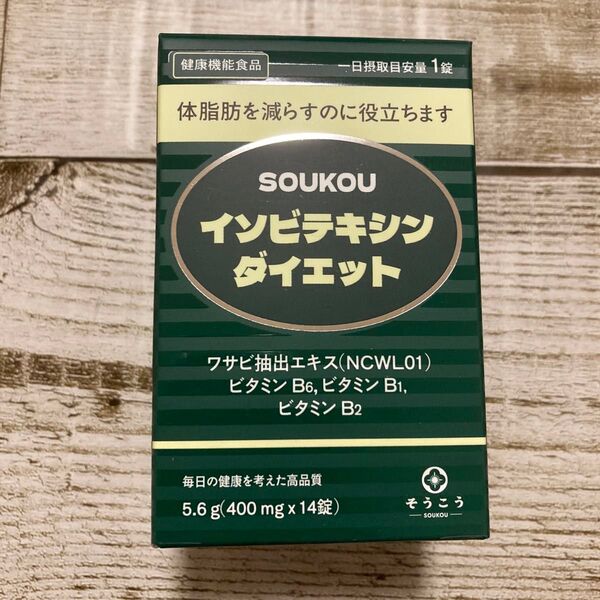 健康機能食品
一日摂取目安量 1錠
体脂肪を減らすのに役立ちます
SOUKOU
イソビテキシン
ダイエット
ワサビ抽出エキス(NCWL01)
ビタミン B6, ビタミン B1,
ビタミン B2
毎日の健康を考えた高品質
5.6 g(400 mg x 14錠)
そうこう
SOUKOU